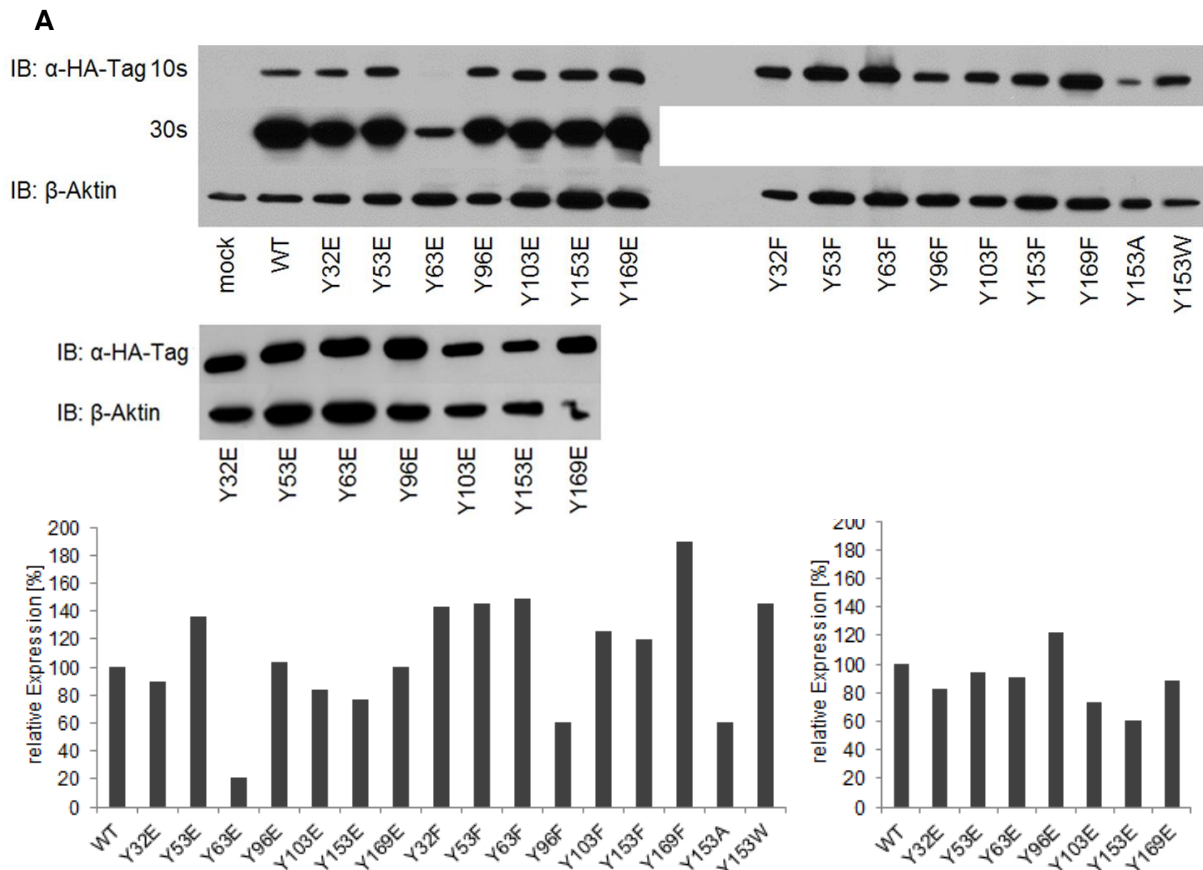 A
IB: α-HA-Tag 10s
30s
IB: β-Aktin
mock WT Y32E Y53E Y63E Y96E Y103E Y153E Y169E Y32F Y53F Y63F Y96F Y103F Y153F Y169F Y153A Y153W
IB: α-HA-Tag
IB: β-Aktin
Y32E Y53E Y63E Y96E Y103E Y153E Y169E
relative Expression [%]
200
180
160
140
120
100
80
60
40
20
0
WT Y32E Y53E Y63E Y96E Y103E Y153E Y169E Y32F Y53F Y63F Y96F Y103F Y153F Y169F Y153A Y153W
relative Expression [%]
200
180
160
140
120
100
80
60
40
20
0
WT Y32E Y53E Y63E Y96E Y103E Y153E Y169E